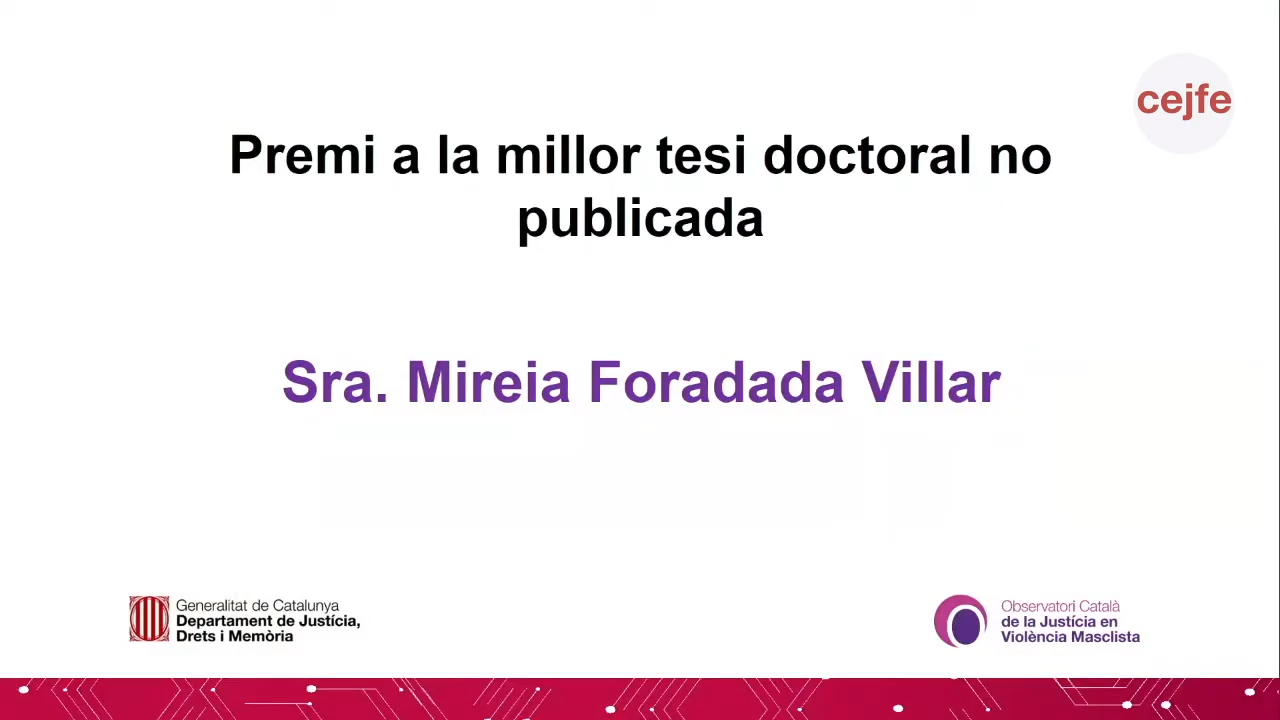 cejfe
Premi a la millor tesi doctoral no
publicada
Sra. Mireia Foradada Villar
Generalitat de Catalunya
Departament de Justícia,
Drets i Memòria
Observatori Català
de la Justícia en
Violència Masclista